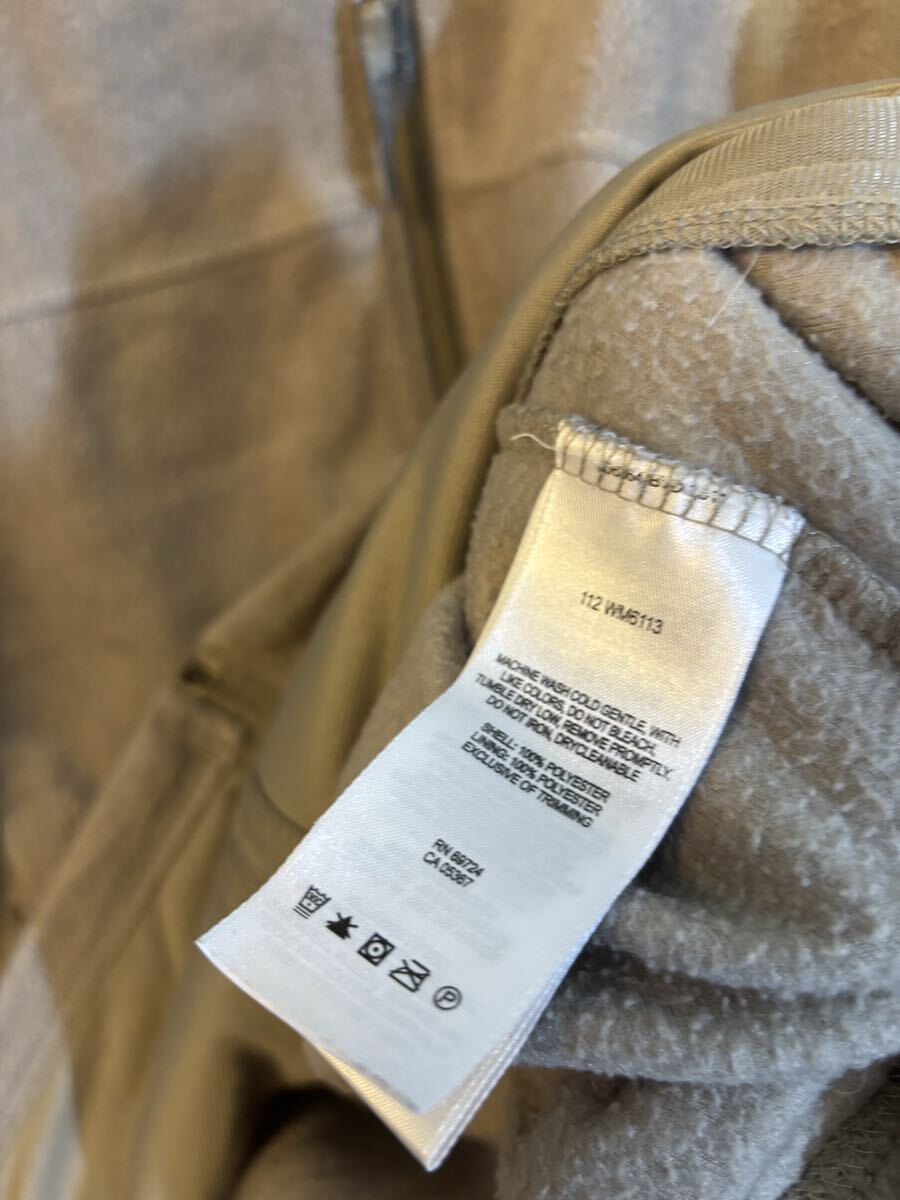 112 WM6113
MACHINE WASH COLD GENTLE. WITH
LIKE COLORS. DO NOT BLEACH.
TUMBLE DRY LOW. REMOVE PROMPTLY.
DO NOT IRON, DRYCLEANABLE
SHELL: 100% POLYESTER
LINING: 100% POLYESTER
EXCLUSIVE OF TRIMMING
RN 69724
CA 05367
P